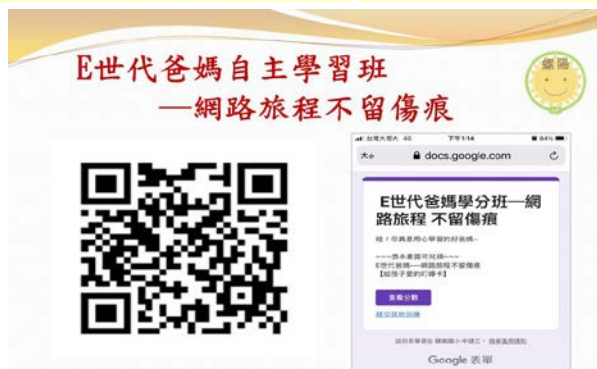 E世代爸媽自主學習班
—網路旅程不留傷痕
台灣大哥大 4G 下午1:14 84%
大小 docs.google.com
E世代爸媽學分班—網
路旅程 不留傷痕
哇！你真是用心學習的好爸媽~
~~~憑本畫面可兌換~~~
E世代爸媽—網路旅程不留傷痕
【給孩子愛的叮嚀卡】
查看分數
提交其他回應
Google 表單